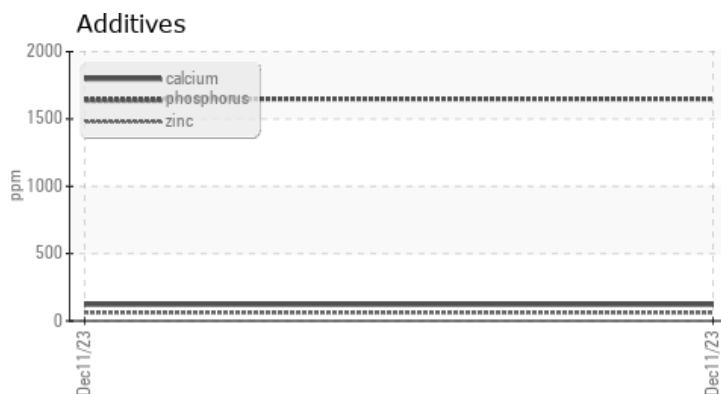 Additives
2000
calcium
phosphorus
zinc
1500
1000
500
0
ppm
Dec11/23
Dec11/23